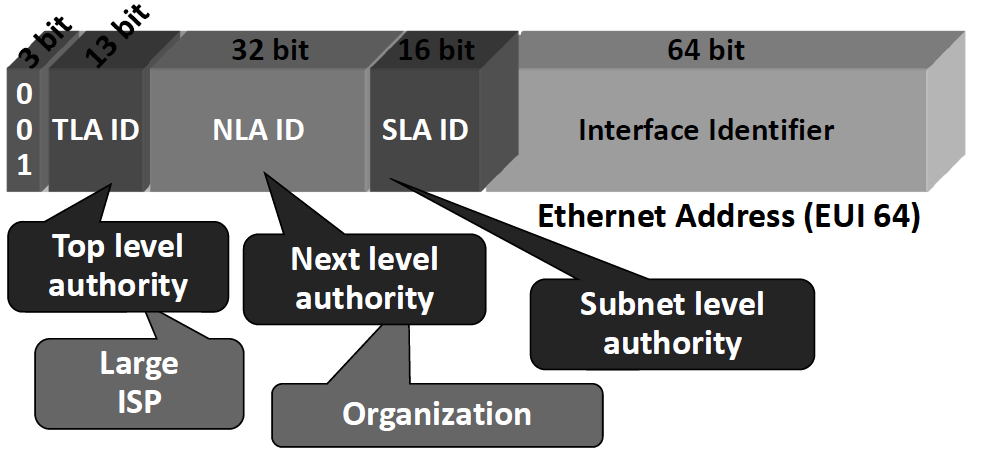 3 bit
13 bit
32 bit
16 bit
64 bit
0
0
1
TLA ID
NLA ID
SLA ID
Interface Identifier
Ethernet Address (EUI 64)
Top level
authority
Next level
authority
Subnet level
authority
Large
ISP
Organization